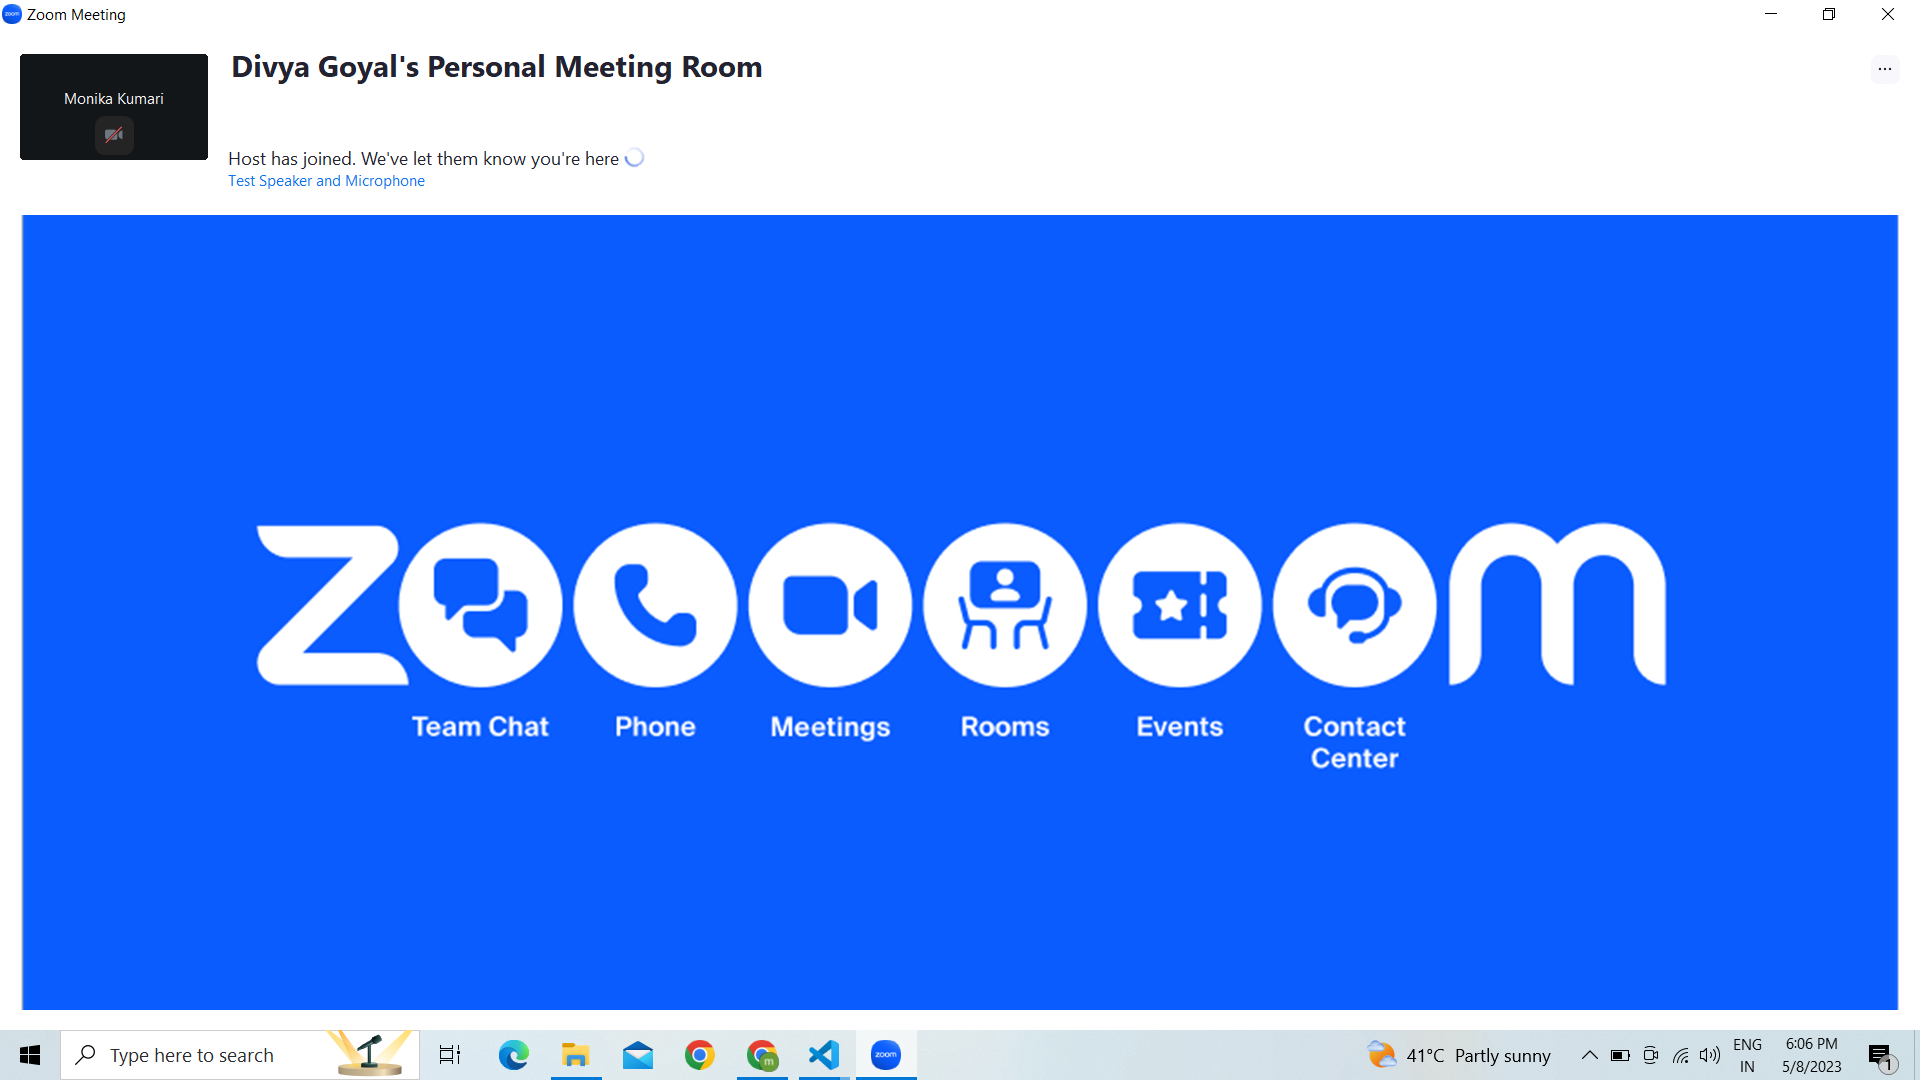 zoom Zoom Meeting
Divya Goyal's Personal Meeting Room
...
Monika Kumari
Host has joined. We've let them know you're here
Test Speaker and Microphone
zoooooom
Team Chat Phone Meetings Rooms Events Contact
Center
Type here to search
m
zoom
41°C Partly sunny
ENG
IN
6:06 PM
5/8/2023
1